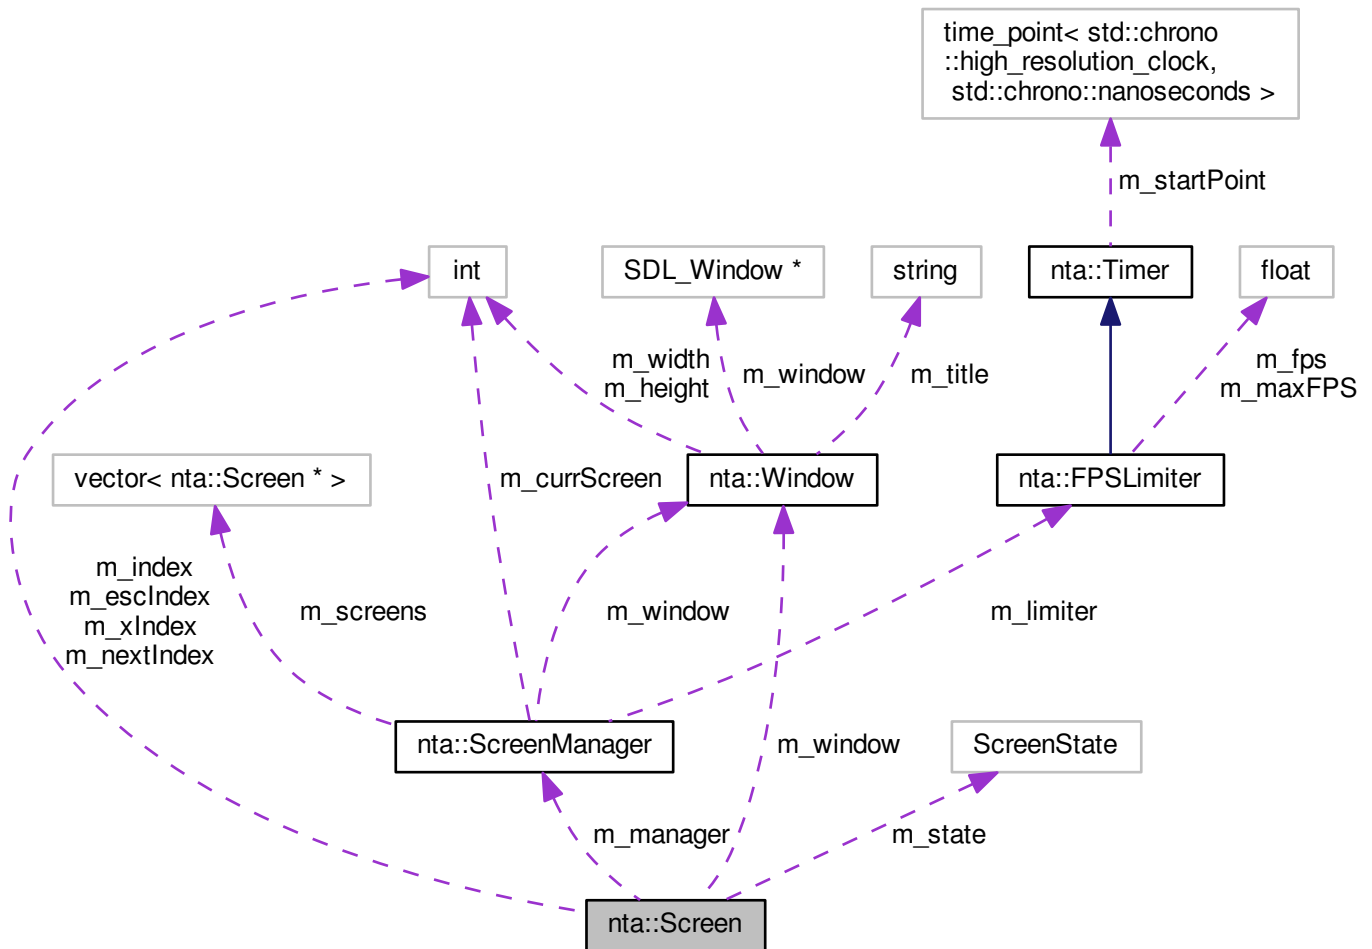 time_point< std::chrono
::high_resolution_clock,
std::chrono::nanoseconds >
m_startPoint
int
SDL_Window *
string
nta::Timer
float
m_width
m_height
m_window
m_title
m_fps
m_maxFPS
vector< nta::Screen * >
m_currScreen
nta::Window
nta::FPSLimiter
m_index
m_escIndex
m_xIndex
m_nextIndex
m_screens
m_window
m_limiter
nta::ScreenManager
m_window
ScreenState
m_manager
m_state
nta::Screen